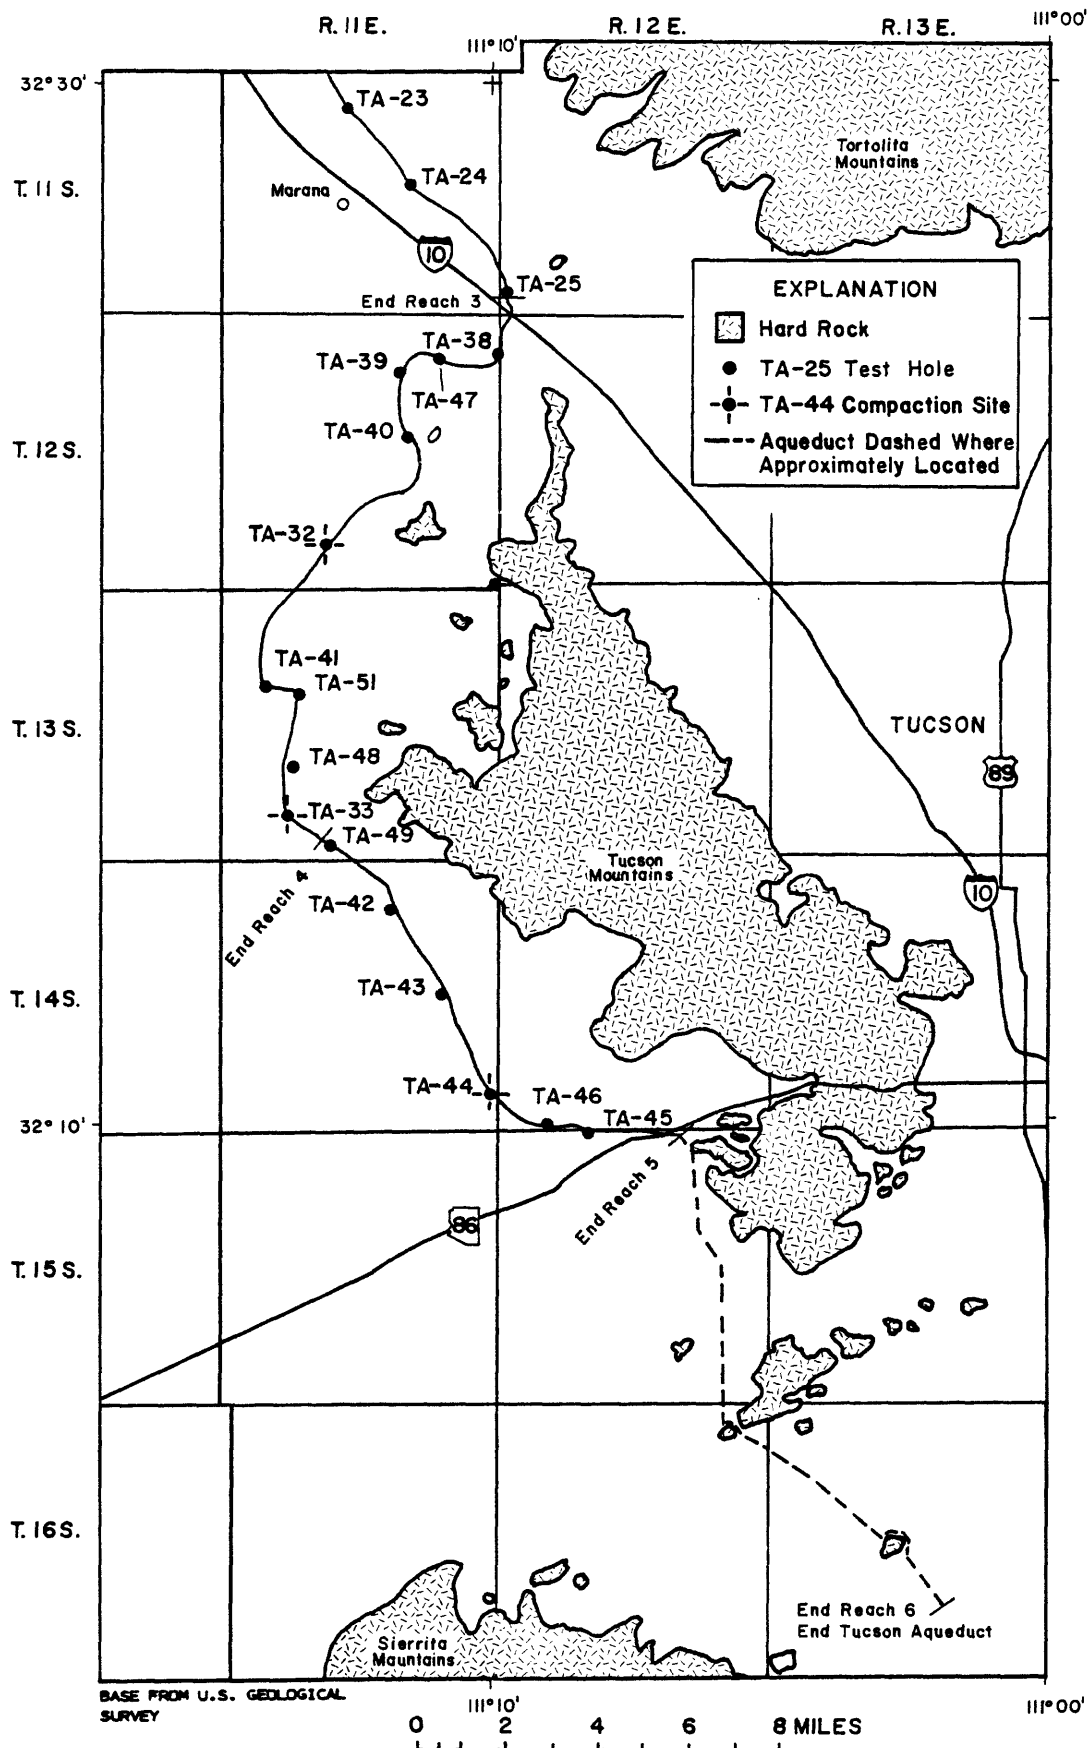 R. 11 E.
R. 12 E.
R. 13 E.
111° 00'
111° 10'
32° 30'
TA-23
TA-24
Marana
T. 11 S.
Tortolita
Mountains
10
TA-25
End Reach 3
EXPLANATION
Hard Rock
TA-25 Test Hole
TA-44 Compaction Site
Aqueduct Dashed Where
Approximately Located
TA-38
TA-39
TA-47
TA-40
T. 12 S.
TA-32
TA-41
TA-51
T. 13 S.
TUCSON
89
TA-48
TA-33
TA-49
Tucson
Mountains
10
End Reach 4
TA-42
TA-43
T. 14 S.
TA-44
TA-46
TA-45
32° 10'
End Reach 5
86
T. 15 S.
T. 16 S.
End Reach 6
End Tucson Aqueduct
Sierrita
Mountains
BASE FROM U.S. GEOLOGICAL
SURVEY
111° 10'
111° 00'
0 2 4 6 8 MILES